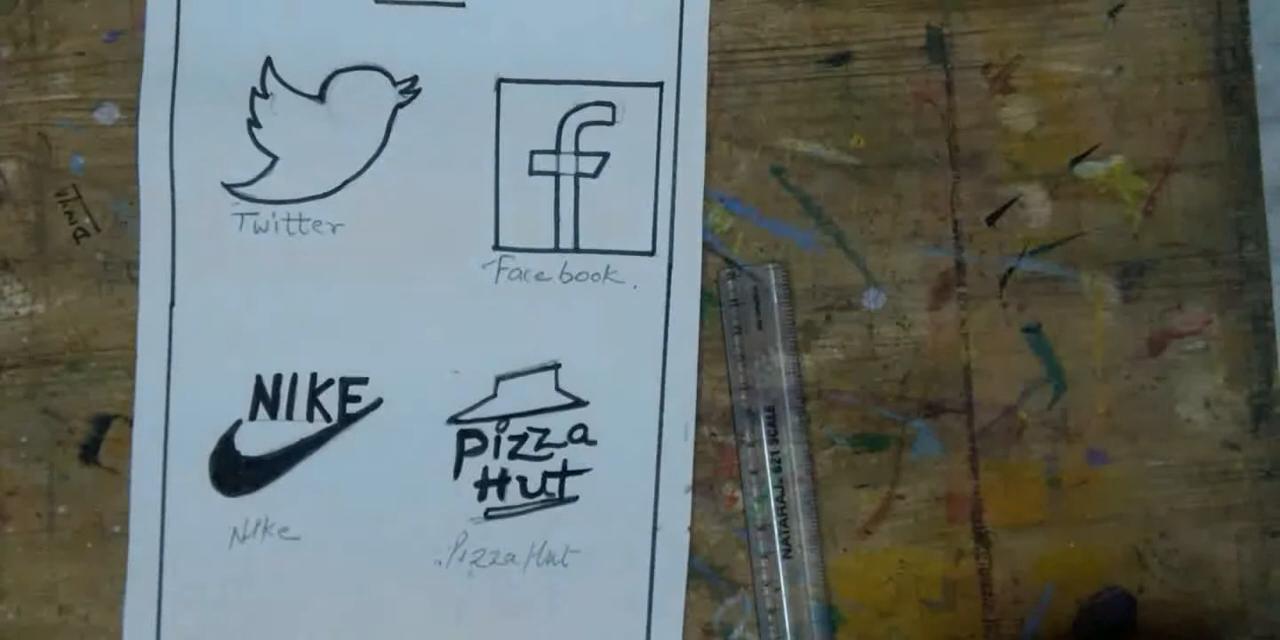 Twitter
Facebook.
NIKE
Pizza
Hut
Nike
Pizza Hut
NATARAJ. 621 SCALE